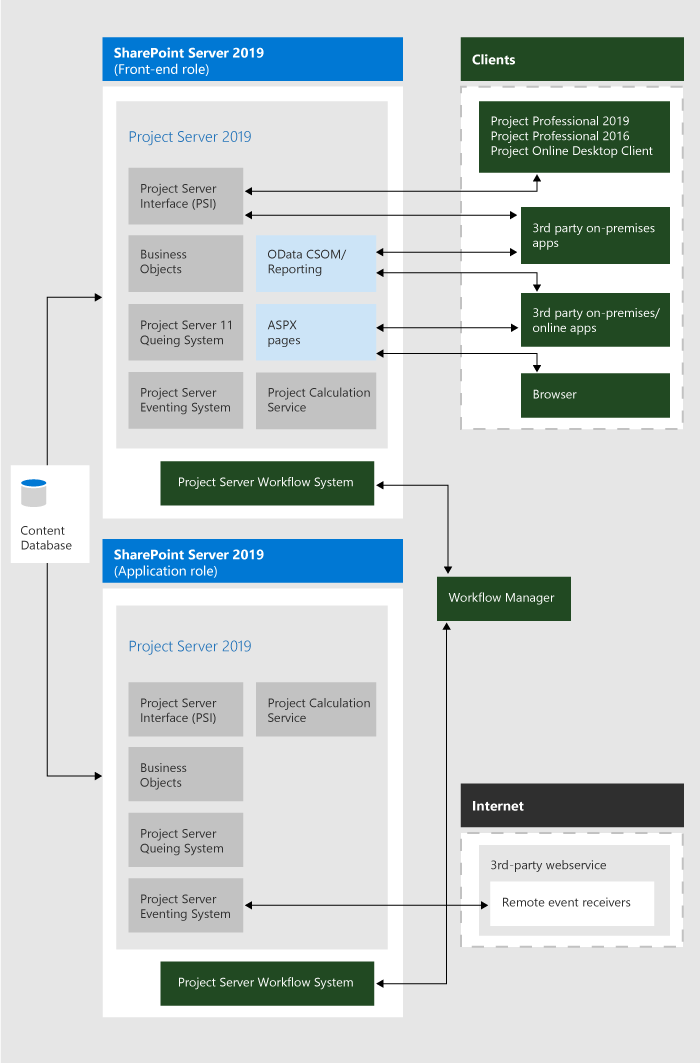 SharePoint Server 2019
(Front-end role)
Project Server 2019
Project Server
Interface (PSI)
Business
Objects
OData CSOM/
Reporting
Project Server 11
Queing System
ASPX
pages
Project Server
Eventing System
Project Calculation
Service
Project Server Workflow System
Clients
Project Professional 2019
Project Professional 2016
Project Online Desktop Client
3rd party on-premises
apps
3rd party on-premises/
online apps
Browser
Content
Database
SharePoint Server 2019
(Application role)
Project Server 2019
Project Server
Interface (PSI)
Project Calculation
Service
Business
Objects
Project Server
Queing System
Project Server
Eventing System
Project Server Workflow System
Workflow Manager
Internet
3rd-party webservice
Remote event receivers